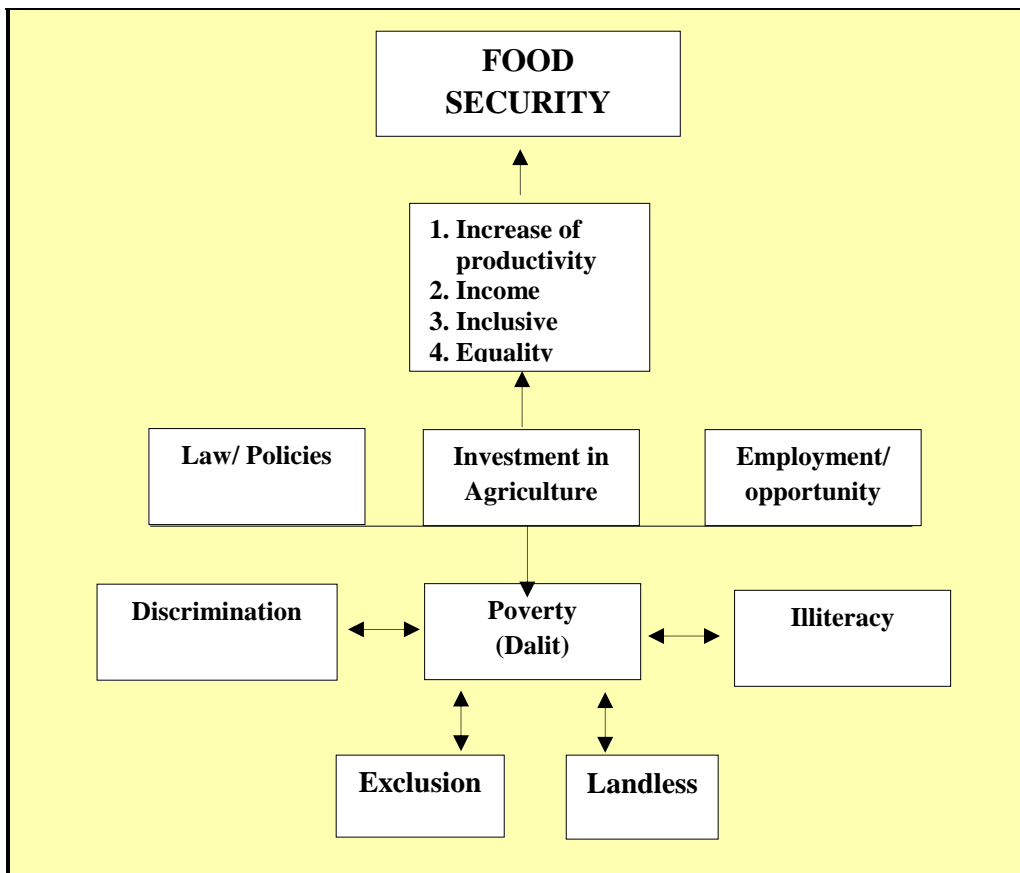 FOOD
SECURITY
1. Increase of
productivity
2. Income
3. Inclusive
4. Equality
Law/ Policies
Investment in
Agriculture
Employment/
opportunity
Discrimination
Poverty
(Dalit)
Illiteracy
Exclusion
Landless